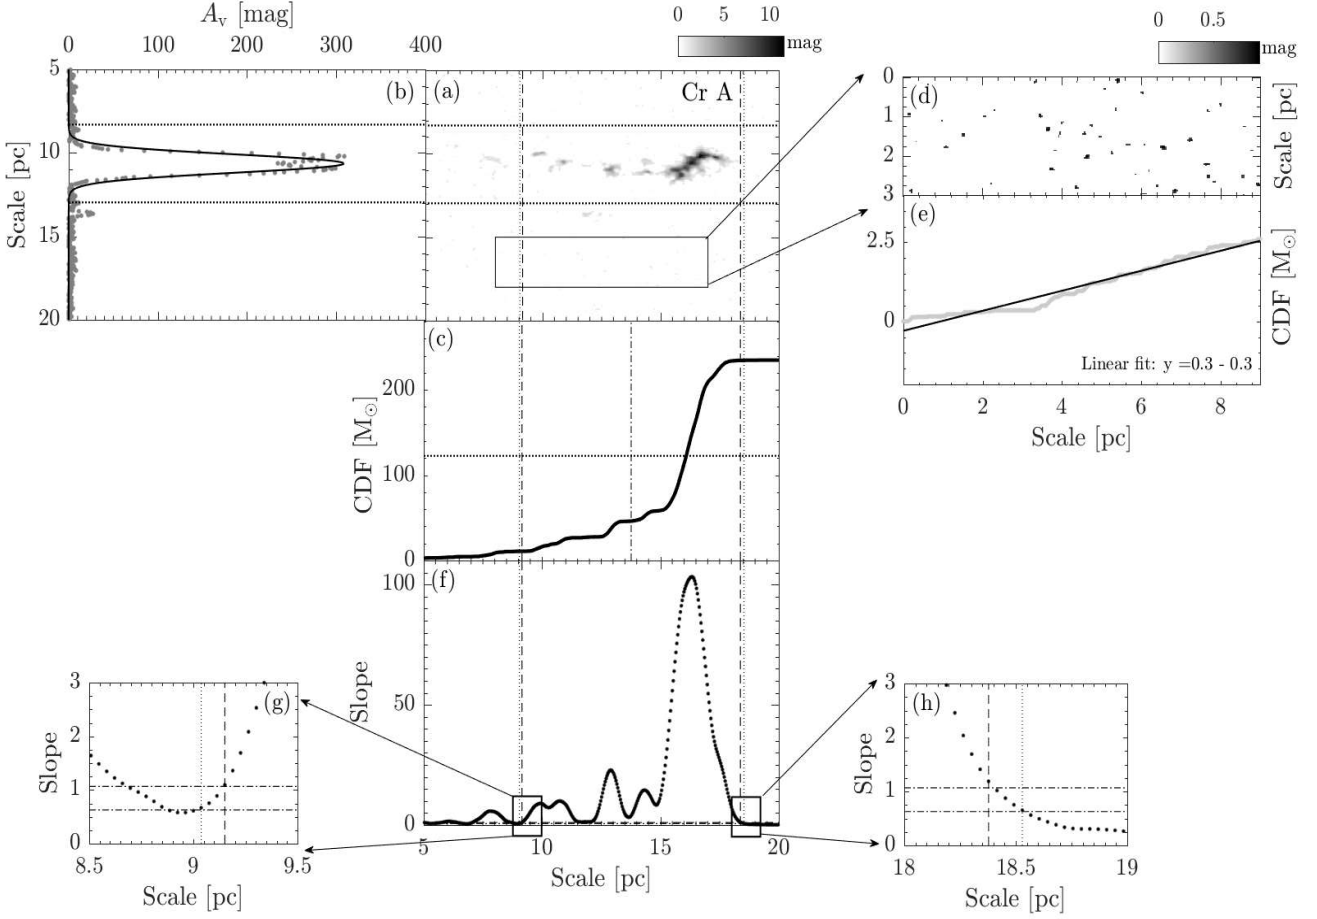 A_v [mag]
0 100 200 300 400
0 5 10
mag
0 0.5
mag
5
10
15
20
Scale [pc]
(b)
(a)
Cr A
(d)
0
1
2
3
Scale [pc]
(e)
2.5
0
CDF [M⊙]
Linear fit: y =0.3 - 0.3
0 2 4 6 8
Scale [pc]
(c)
200
100
0
CDF [M⊙]
(f)
100
50
0
Slope
5 10 15 20
Scale [pc]
(g)
3
2
1
0
Slope
8.5 9 9.5
Scale [pc]
(h)
3
2
1
0
Slope
18 18.5 19
Scale [pc]